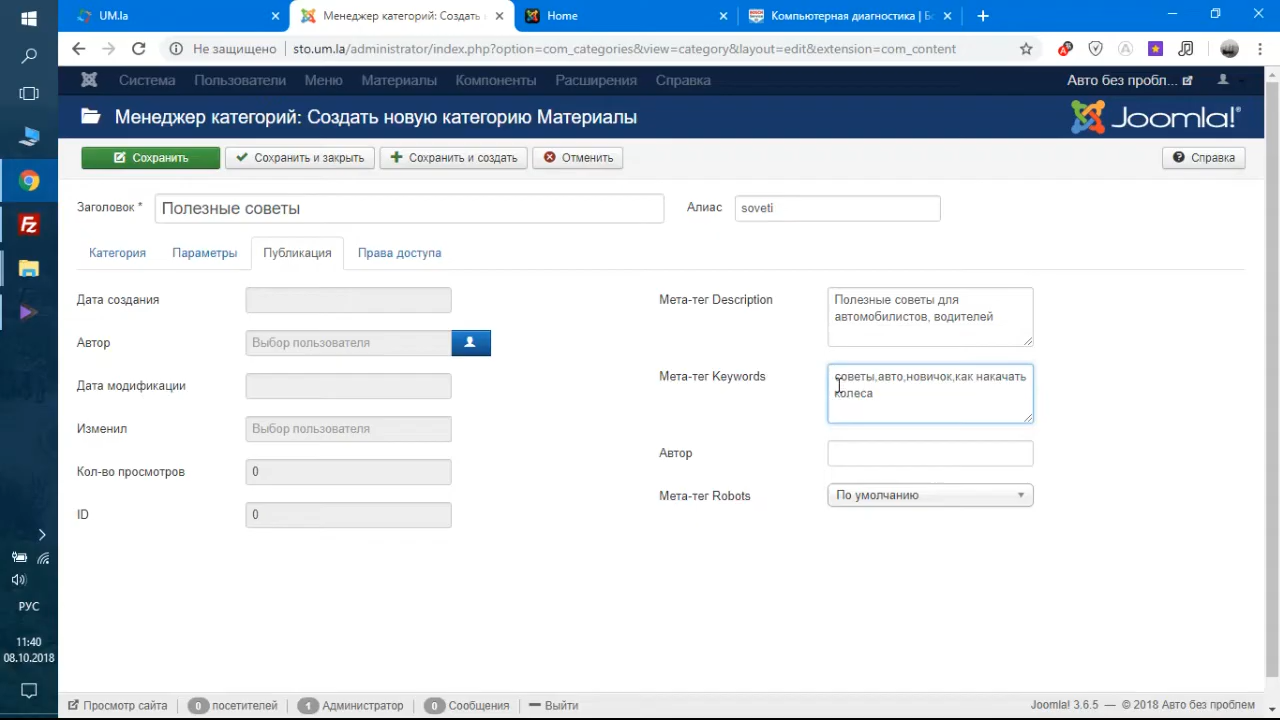 UM.la
Менеджер категорий: Создать
Home
Компьютерная диагностика | Бо
Не защищено
sto.um.la/administrator/index.php?option=com_categories&view=category&layout=edit&extension=com_content
Система
Пользователи
Меню
Материалы
Компоненты
Расширения
Справка
Авто без пробл...
Менеджер категорий: Создать новую категорию Материалы
Joomla!®
Сохранить
Сохранить и закрыть
Сохранить и создать
Отменить
Справка
Заголовок *
Полезные советы
Алиас
soveti
Категория
Параметры
Публикация
Права доступа
Дата создания
Автор
Выбор пользователя
Дата модификации
Изменил
Выбор пользователя
Кол-во просмотров
0
ID
0
Мета-тег Description
Полезные советы для
автомобилистов, водителей
Мета-тег Keywords
советы,авто,новичок,как накачать
колеса
Автор
Мета-тег Robots
По умолчанию
РУС
11:40
08.10.2018
Просмотр сайта
0 посетителей
1 Администратор
0 Сообщения
Выйти
Joomla! 3.6.5 — © 2018 Авто без проблем